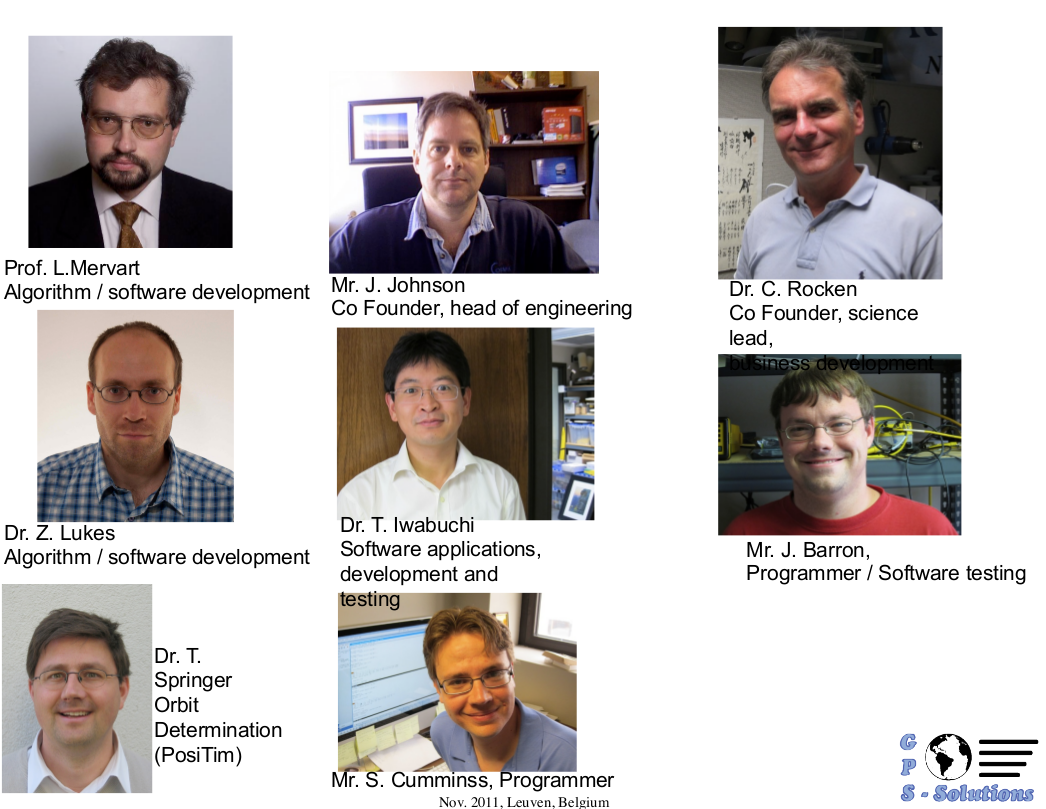 Prof. L.Mervart
Algorithm / software development
Mr. J. Johnson
Co Founder, head of engineering
Dr. C. Rocken
Co Founder, science
lead,
business development
Dr. Z. Lukes
Algorithm / software development
Dr. T. Iwabuchi
Software applications,
development and
testing
Mr. J. Barron,
Programmer / Software testing
Dr. T.
Springer
Orbit
Determination
(PosiTim)
Mr. S. Cumminss, Programmer
Nov. 2011, Leuven, Belgium
G
P
S - Solutions